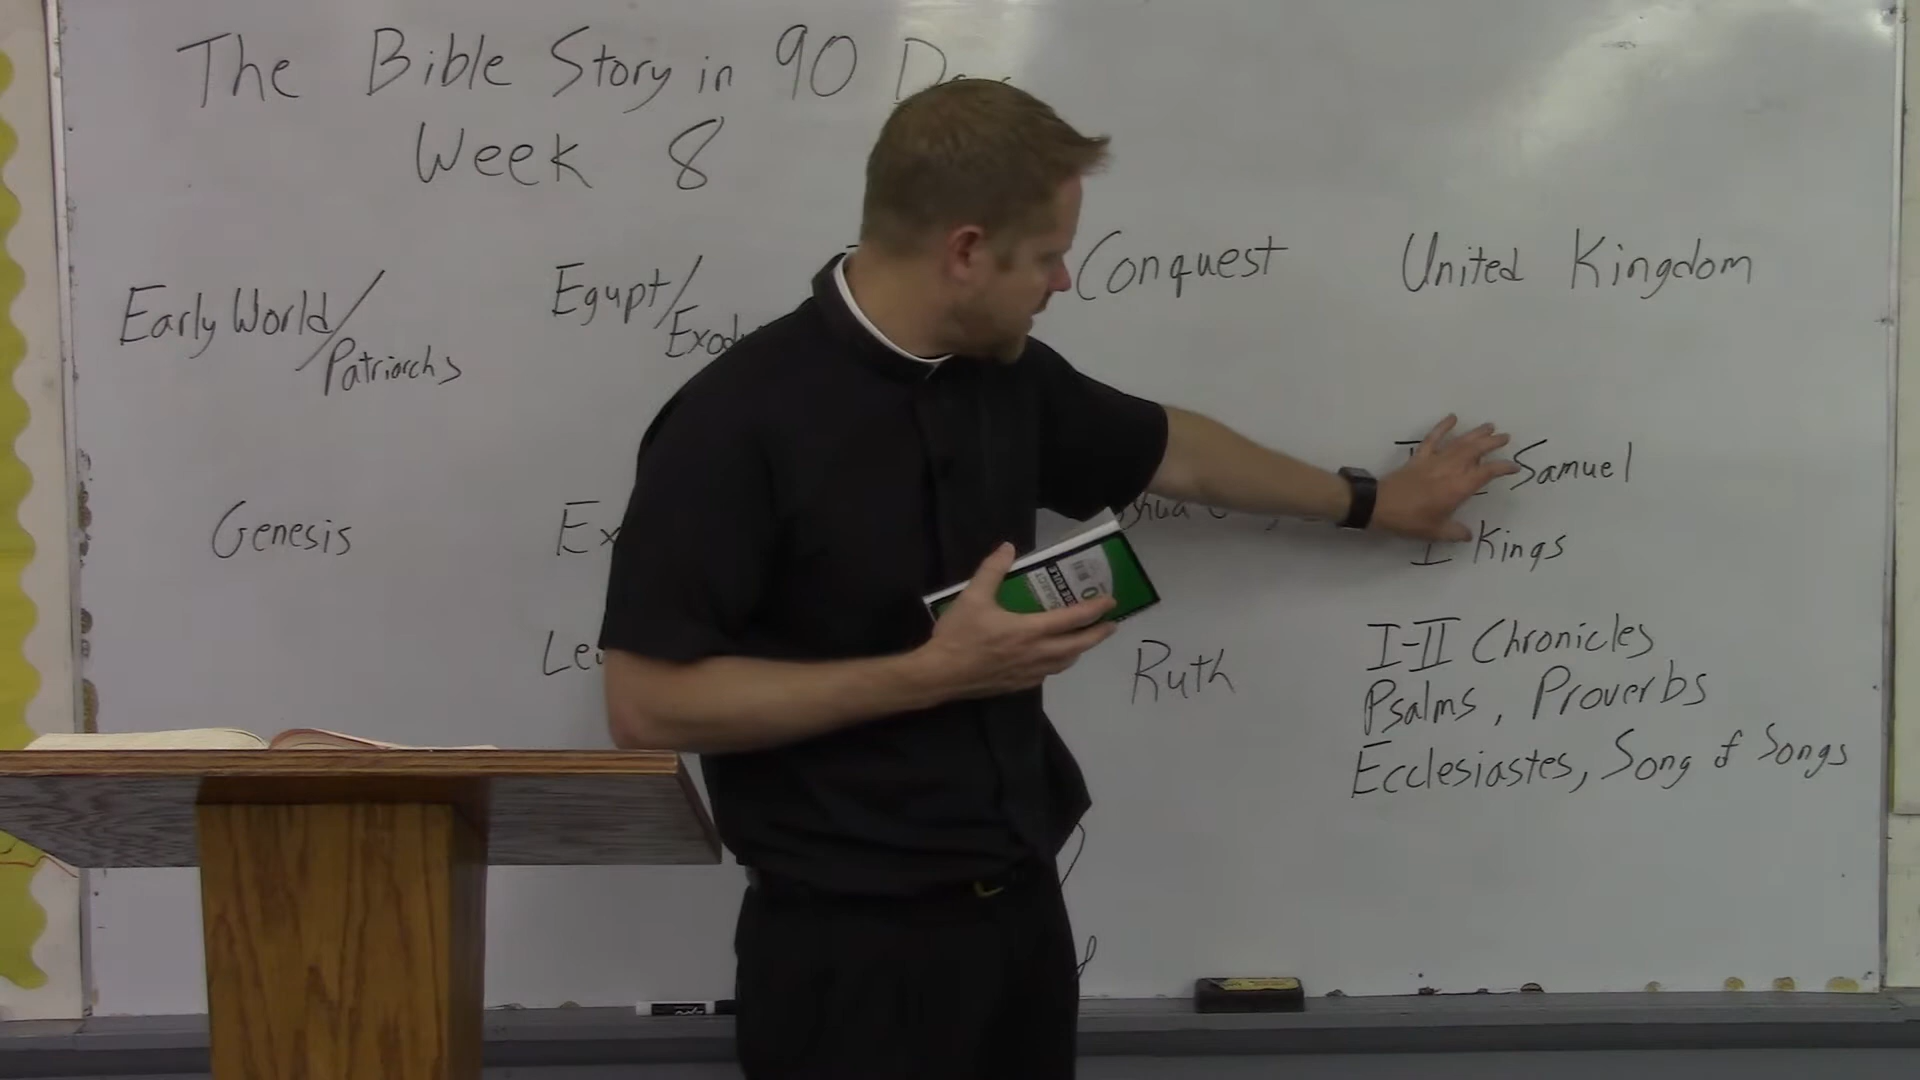 The Bible Story in 90
Week 8
Early World/
Patriarchs
Egypt/
Conquest
United Kingdom
Samuel
Genesis
I Kings
I-II Chronicles
Ruth
Psalms, Proverbs
Ecclesiastes, Song of Songs